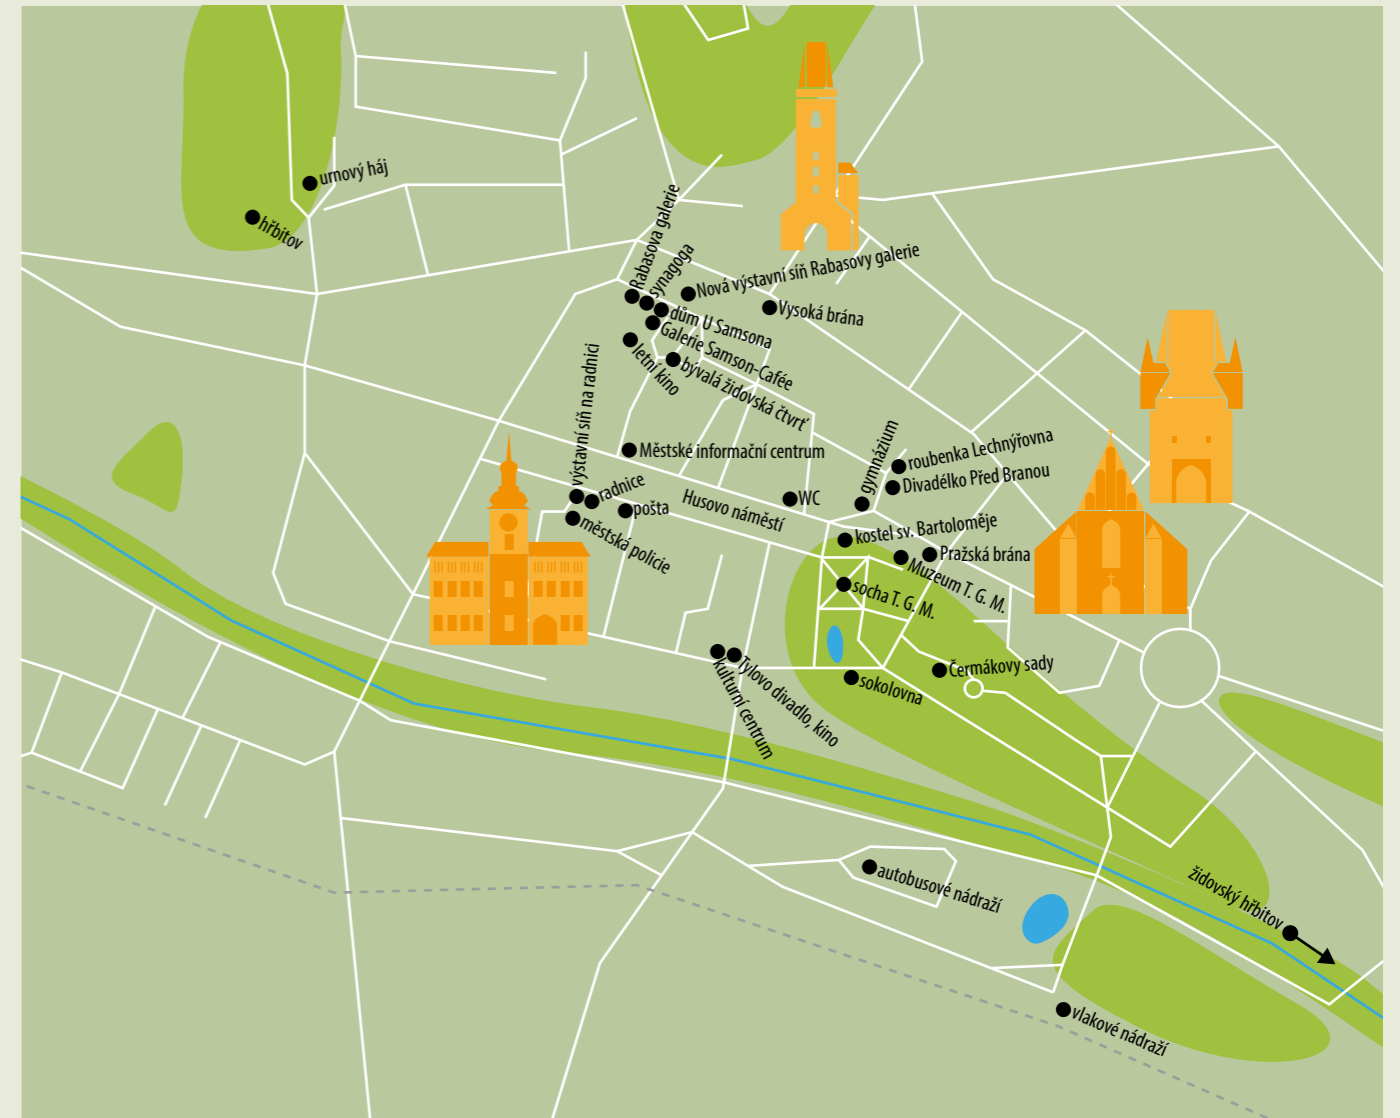 urnový háj
hřbitov
Rabasova galerie
synagoga
Nová výstavní síň Rabasovy galerie
dům U Samsona
Vysoká brána
Galerie Samson-Cafée
letní kino
bývalá židovská čtvrť
výstavní síň na radnici
Městské informační centrum
gymnázium
roubenka Lechnýřovna
Divadélko Před Branou
radnice
pošta
Husovo náměstí
WC
městská policie
kostel sv. Bartoloměje
Pražská brána
Muzeum T. G. M.
socha T. G. M.
Čermákovy sady
sokolovna
Tylovo divadlo, kino
kulturní centrum
autobusové nádraží
židovský hřbitov
vlakové nádraží